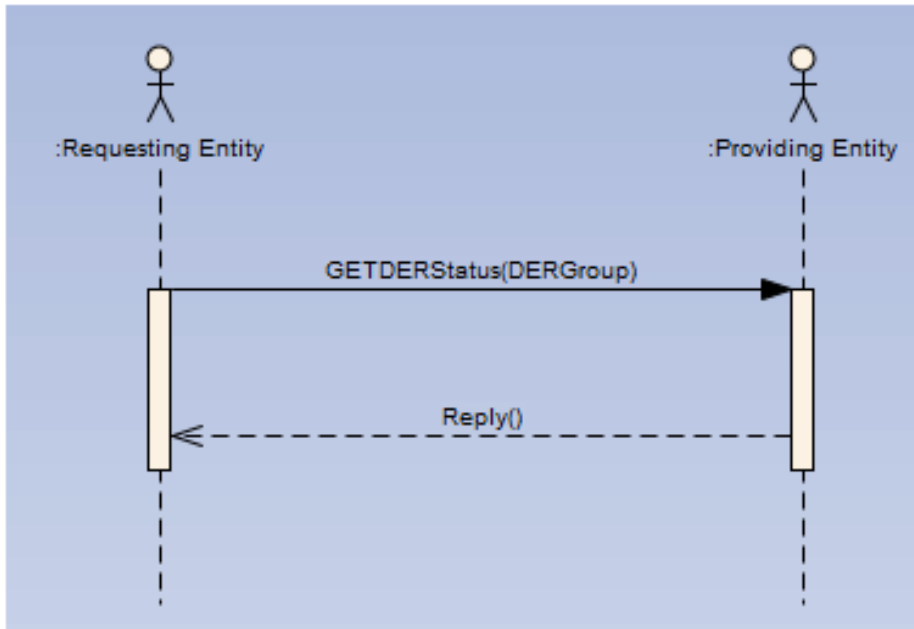 :Requesting Entity
:Providing Entity
GETDERStatus(DERGroup)
Reply()